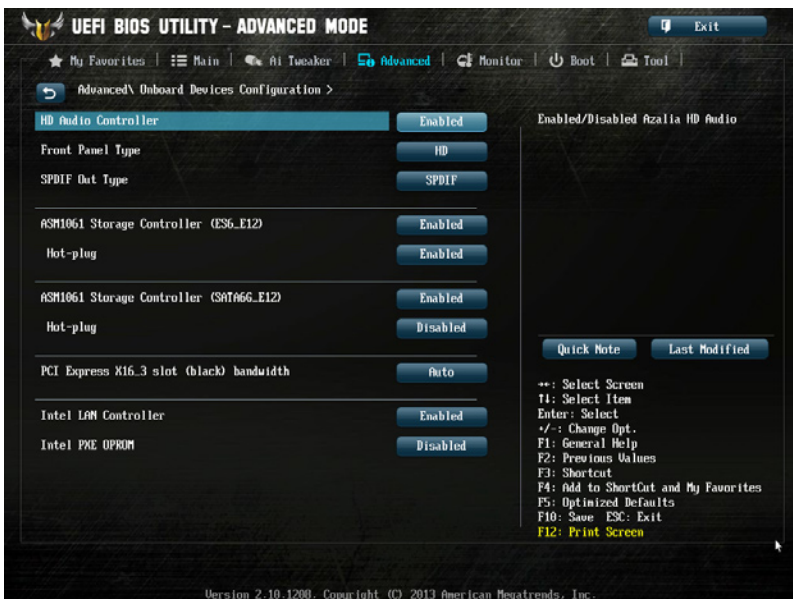 UEFI BIOS UTILITY – ADVANCED MODE
Exit
My Favorites | Main | Ai Tweaker | Advanced | Monitor | Boot | Tool |
Advanced\ Onboard Devices Configuration >
HD Audio Controller Enabled
Front Panel Type HD
SPDIF Out Type SPDIF
ASM1061 Storage Controller (ES6_E12) Enabled
Hot-plug Enabled
ASM1061 Storage Controller (SATA6G_E12) Enabled
Hot-plug Disabled
PCI Express X16_3 slot (black) bandwidth Auto
Intel LAN Controller Enabled
Intel PXE OPROM Disabled
Enabled/Disabled Azalia HD Audio
Quick Note Last Modified
→←: Select Screen
↑↓: Select Item
Enter: Select
+/-: Change Opt.
F1: General Help
F2: Previous Values
F3: Shortcut
F4: Add to ShortCut and My Favorites
F5: Optimized Defaults
F10: Save ESC: Exit
F12: Print Screen
Version 2.10.1208. Copyright (C) 2013 American Megatrends, Inc.